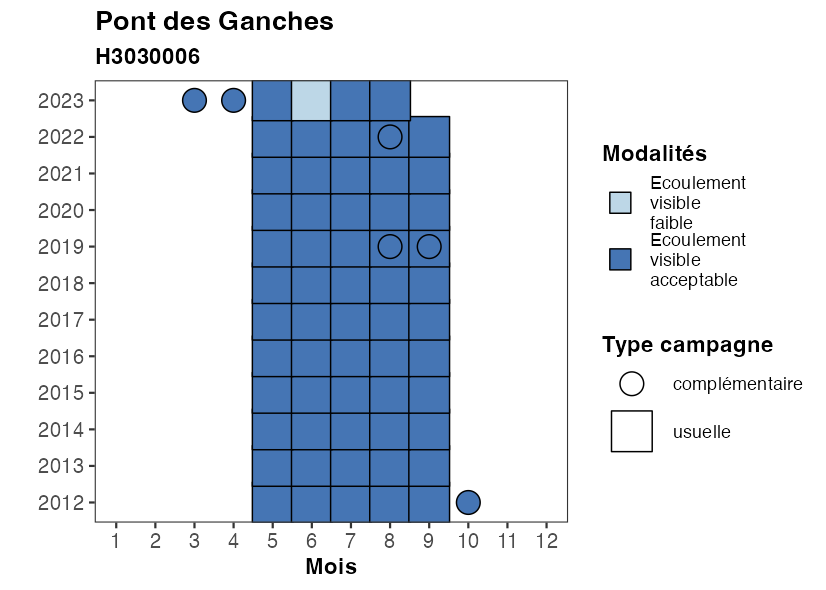 Pont des Ganches
H3030006
2023
2022
2021
2020
2019
2018
2017
2016
2015
2014
2013
2012
1 2 3 4 5 6 7 8 9 10 11 12
Mois
Modalités
Ecoulement
visible
faible
Ecoulement
visible
acceptable
Type campagne
complémentaire
usuelle